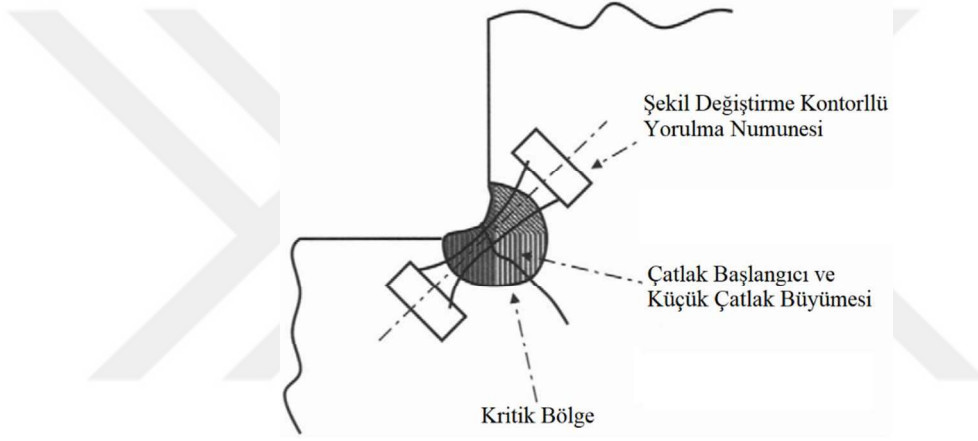 Şekil Değiştirme Kontorllü
Yorulma Numunesi
Çatlak Başlangıcı ve
Küçük Çatlak Büyümesi
Kritik Bölge